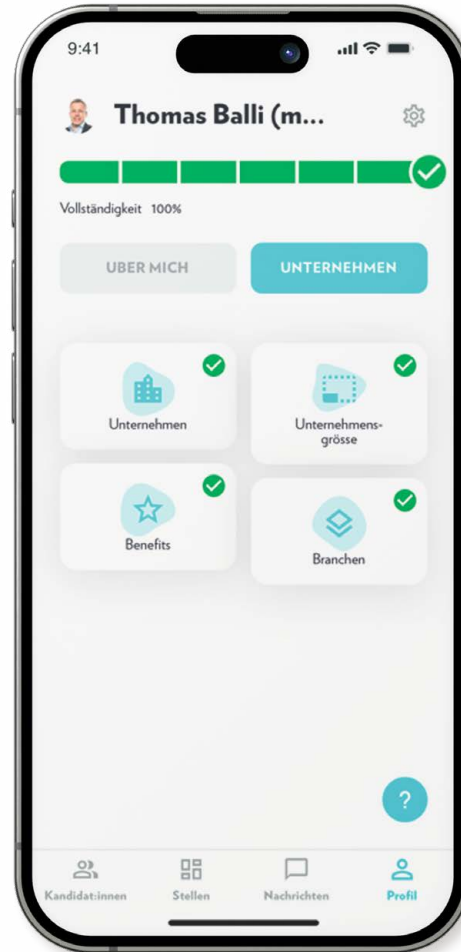 9:41
Thomas Balli (m...
Vollständigkeit 100%
UBER MICH
UNTERNEHMEN
Unternehmen
Unternehmens-
grösse
Benefits
Branchen
?
Kandidat:innen
Stellen
Nachrichten
Profil